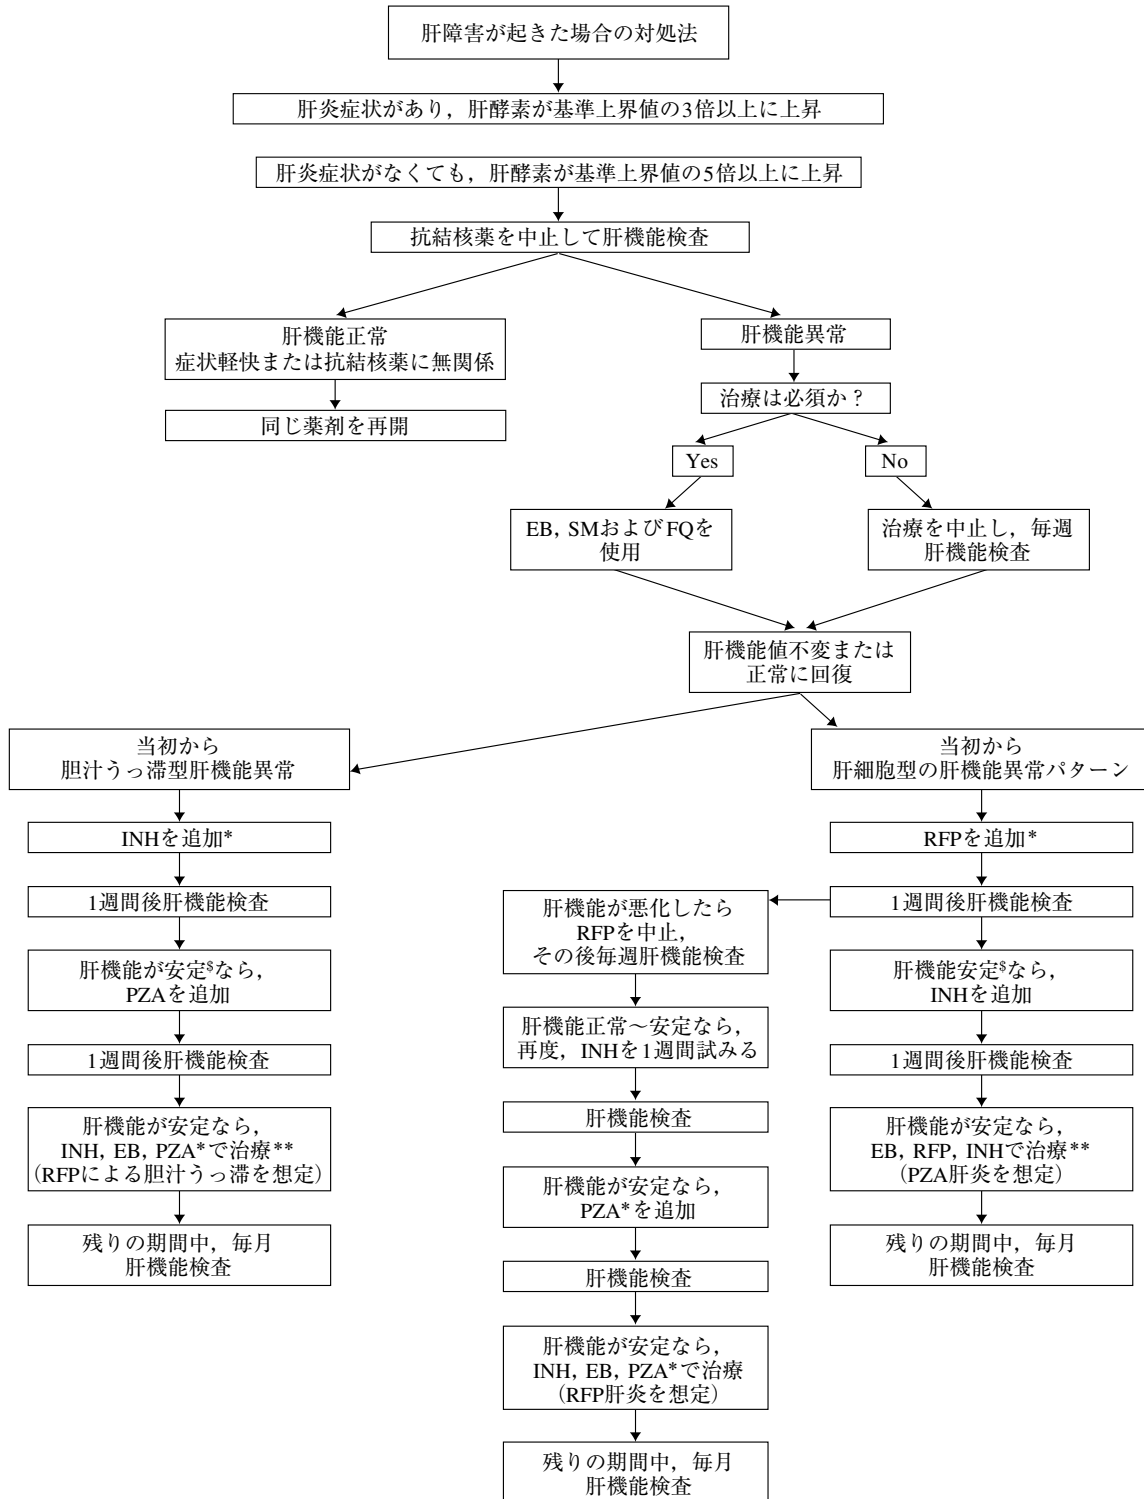 肝障害が起きた場合の対処法
肝炎症状があり，肝酵素が基準上界値の3倍以上に上昇
肝炎症状がなくても，肝酵素が基準上界値の5倍以上に上昇
抗結核薬を中止して肝機能検査
肝機能正常
症状軽快または抗結核薬に無関係
同じ薬剤を再開
肝機能異常
治療は必須か？
Yes
No
EB, SMおよびFQを
使用
治療を中止し，毎週
肝機能検査
肝機能値不変または
正常に回復
当初から
胆汁うっ滞型肝機能異常
INHを追加*
1週間後肝機能検査
肝機能が安定$なら，
PZAを追加
1週間後肝機能検査
肝機能が安定なら，
INH, EB, PZA*で治療**
（RFPによる胆汁うっ滞を想定）
残りの期間中，毎月
肝機能検査
肝機能が悪化したら
RFPを中止，
その後毎週肝機能検査
肝機能正常～安定なら，
再度，INHを1週間試みる
肝機能検査
肝機能が安定なら，
PZA*を追加
肝機能検査
肝機能が安定なら，
INH, EB, PZA*で治療
（RFP肝炎を想定）
残りの期間中，毎月
肝機能検査
当初から
肝細胞型の肝機能異常パターン
RFPを追加*
1週間後肝機能検査
肝機能安定$なら，
INHを追加
1週間後肝機能検査
肝機能が安定なら，
EB, RFP, INHで治療**
（PZA肝炎を想定）
残りの期間中，毎月
肝機能検査